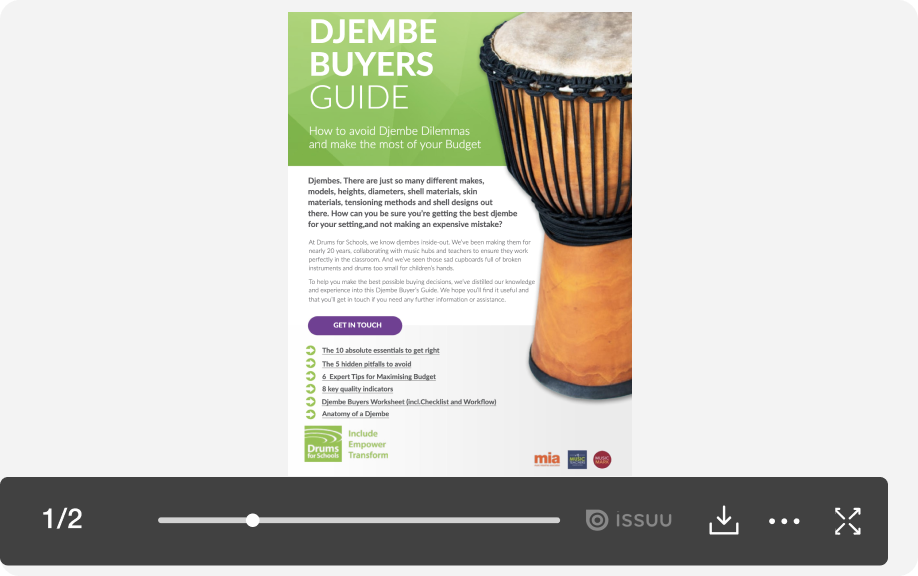 DJEMBE
BUYERS
GUIDE
How to avoid Djembe Dilemmas
and make the most of your Budget
Djembes. There are just so many different makes,
models, heights, diameters, shell materials, skin
materials, tensioning methods and shell designs out
there. How can you be sure you're getting the best djembe
for your setting,and not making an expensive mistake?
At Drums for Schools, we know djembes inside-out. We've been making them for
nearly 20 years, collaborating with music hubs and teachers to ensure they work
perfectly in the classroom. And we've seen those sad cupboards full of broken
instruments and drums too small for children's hands.
To help you make the best possible buying decisions, we've distilled our knowledge
and experience into this Djembe Buyer's Guide. We hope you'll find it useful and
that you'll get in touch if you need any further information or assistance.
GET IN TOUCH
The 10 absolute essentials to get right
The 5 hidden pitfalls to avoid
6 Expert Tips for Maximising Budget
8 key quality indicators
Djembe Buyers Worksheet (incl.Checklist and Workflow)
Anatomy of a Djembe
Drums
for Schools
Include
Empower
Transform
mia
MUSIC
MUSIC
MARK
1/2
issuu